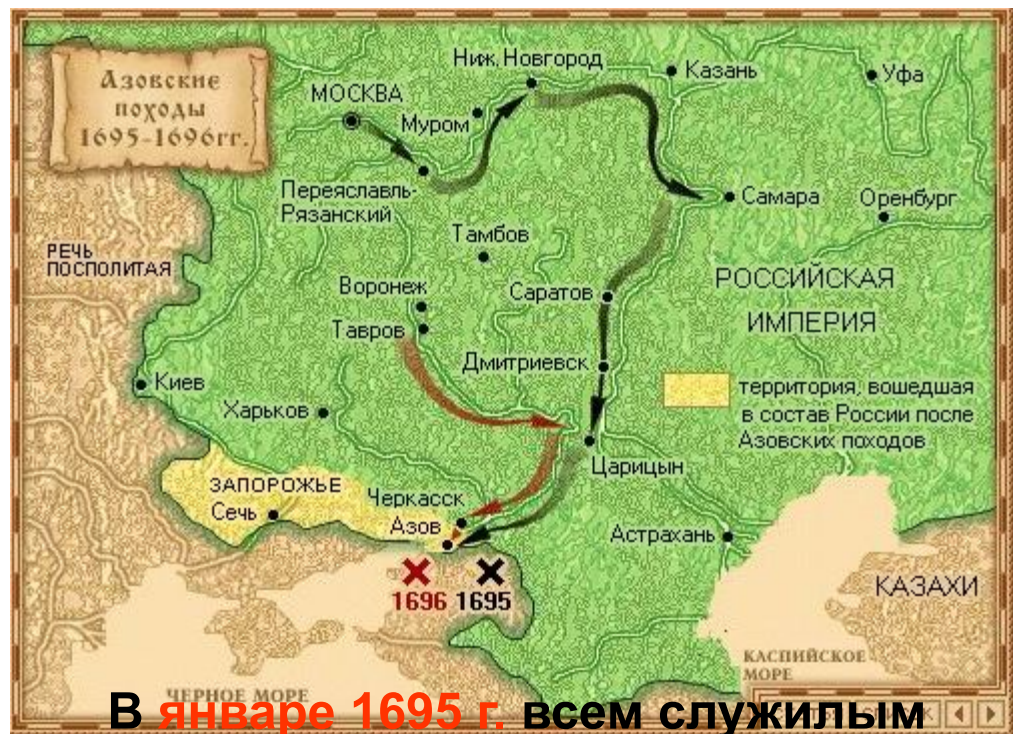 Азовские
походы
1695-1696гг.
МОСКВА
Ниж. Новгород
Казань
Уфа
Муром
Переяславль-
Рязанский
Самара
Оренбург
Тамбов
РЕЧЬ
ПОСПОЛИТАЯ
Воронеж
Саратов
РОССИЙСКАЯ
ИМПЕРИЯ
Тавров
Дмитриевск
Киев
территория, вошедшая
в состав России после
Азовских походов
Харьков
Царицын
ЗАПОРОЖЬЕ
Сечь
Черкасск
Азов
Астрахань
1696 1695
КАЗАХИ
КАСПИЙСКОЕ
МОРЕ
ЧЕРНОЕ МОРЕ
В январе 1695 г. всем служилым